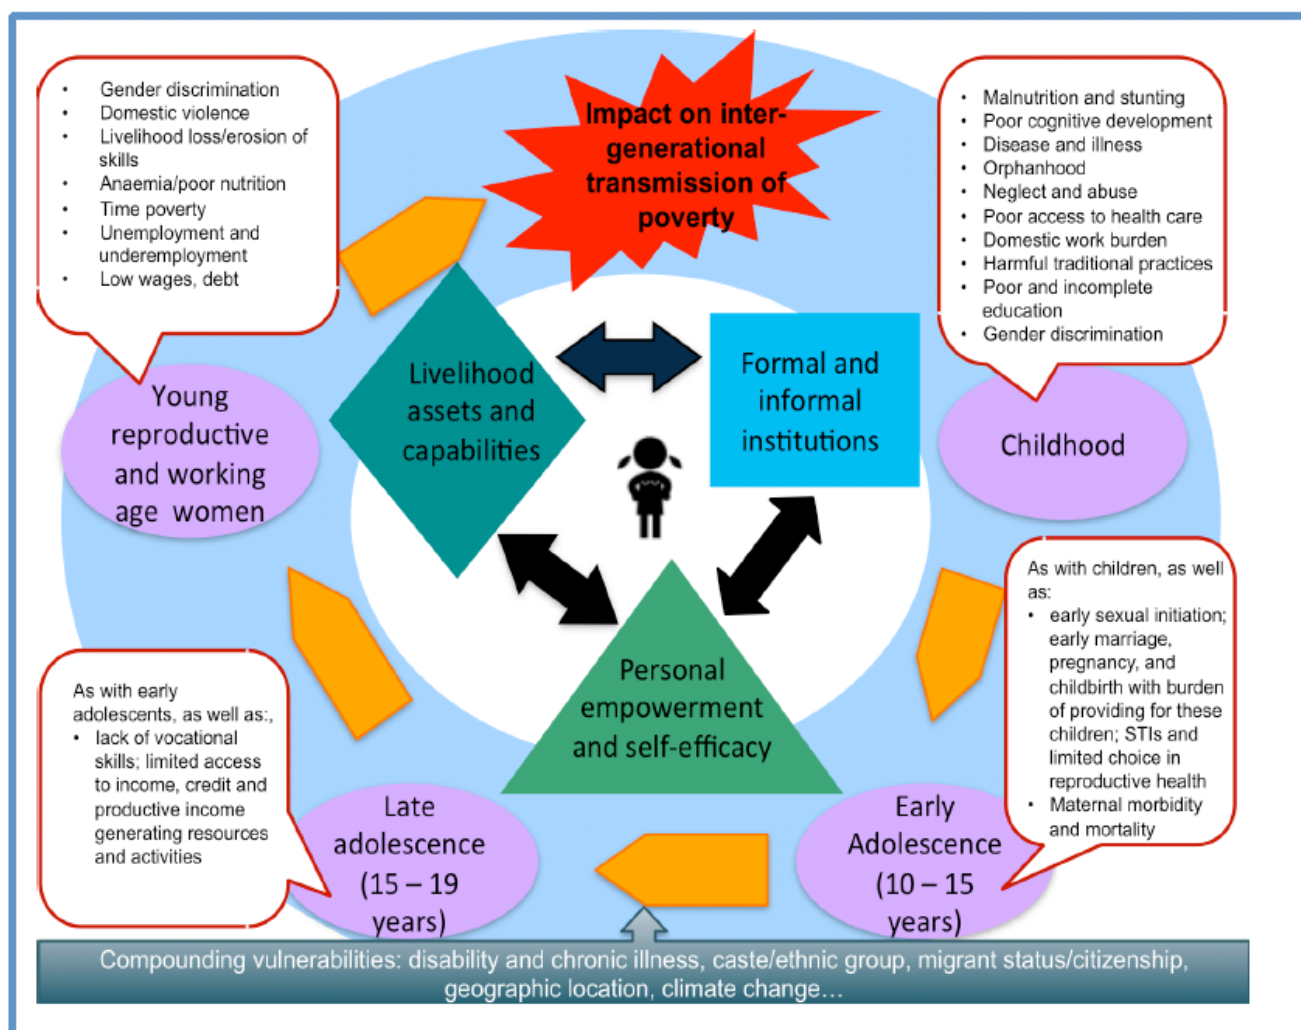 Impact on inter-
generational
transmission of
poverty
• Gender discrimination
• Domestic violence
• Livelihood loss/erosion of
skills
• Anaemia/poor nutrition
• Time poverty
• Unemployment and
underemployment
• Low wages, debt
• Malnutrition and stunting
• Poor cognitive development
• Disease and illness
• Orphanhood
• Neglect and abuse
• Poor access to health care
• Domestic work burden
• Harmful traditional practices
• Poor and incomplete
education
• Gender discrimination
Young
reproductive
and working
age women
Livelihood
assets and
capabilities
Formal and
informal
institutions
Childhood
As with children, as well
as:
• early sexual initiation;
early marriage,
pregnancy, and
childbirth with burden
of providing for these
children; STIs and
limited choice in
reproductive health
• Maternal morbidity
and mortality
Personal
empowerment
and self-efficacy
As with early
adolescents, as well as:,
• lack of vocational
skills; limited access
to income, credit and
productive income
generating resources
and activities
Late
adolescence
(15 – 19
years)
Early
Adolescence
(10 – 15
years)
Compounding vulnerabilities: disability and chronic illness, caste/ethnic group, migrant status/citizenship,
geographic location, climate change…